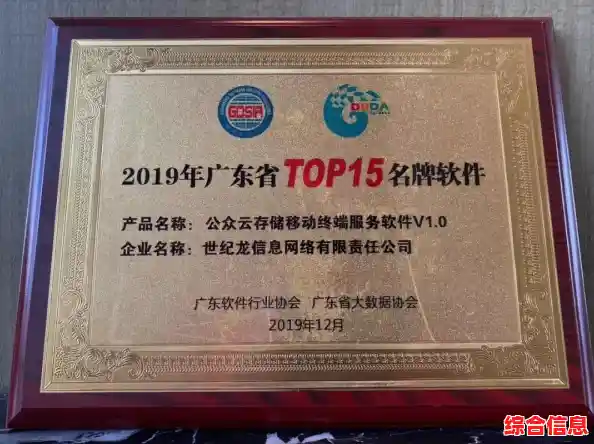 GDSIA
2019年广东省TOP15名牌软件
产品名称：公众云存储移动终端服务软件V1.0
企业名称：世纪龙信息网络有限责任公司
广东软件行业协会 广东省大数据协会
2019年12月
综合信息